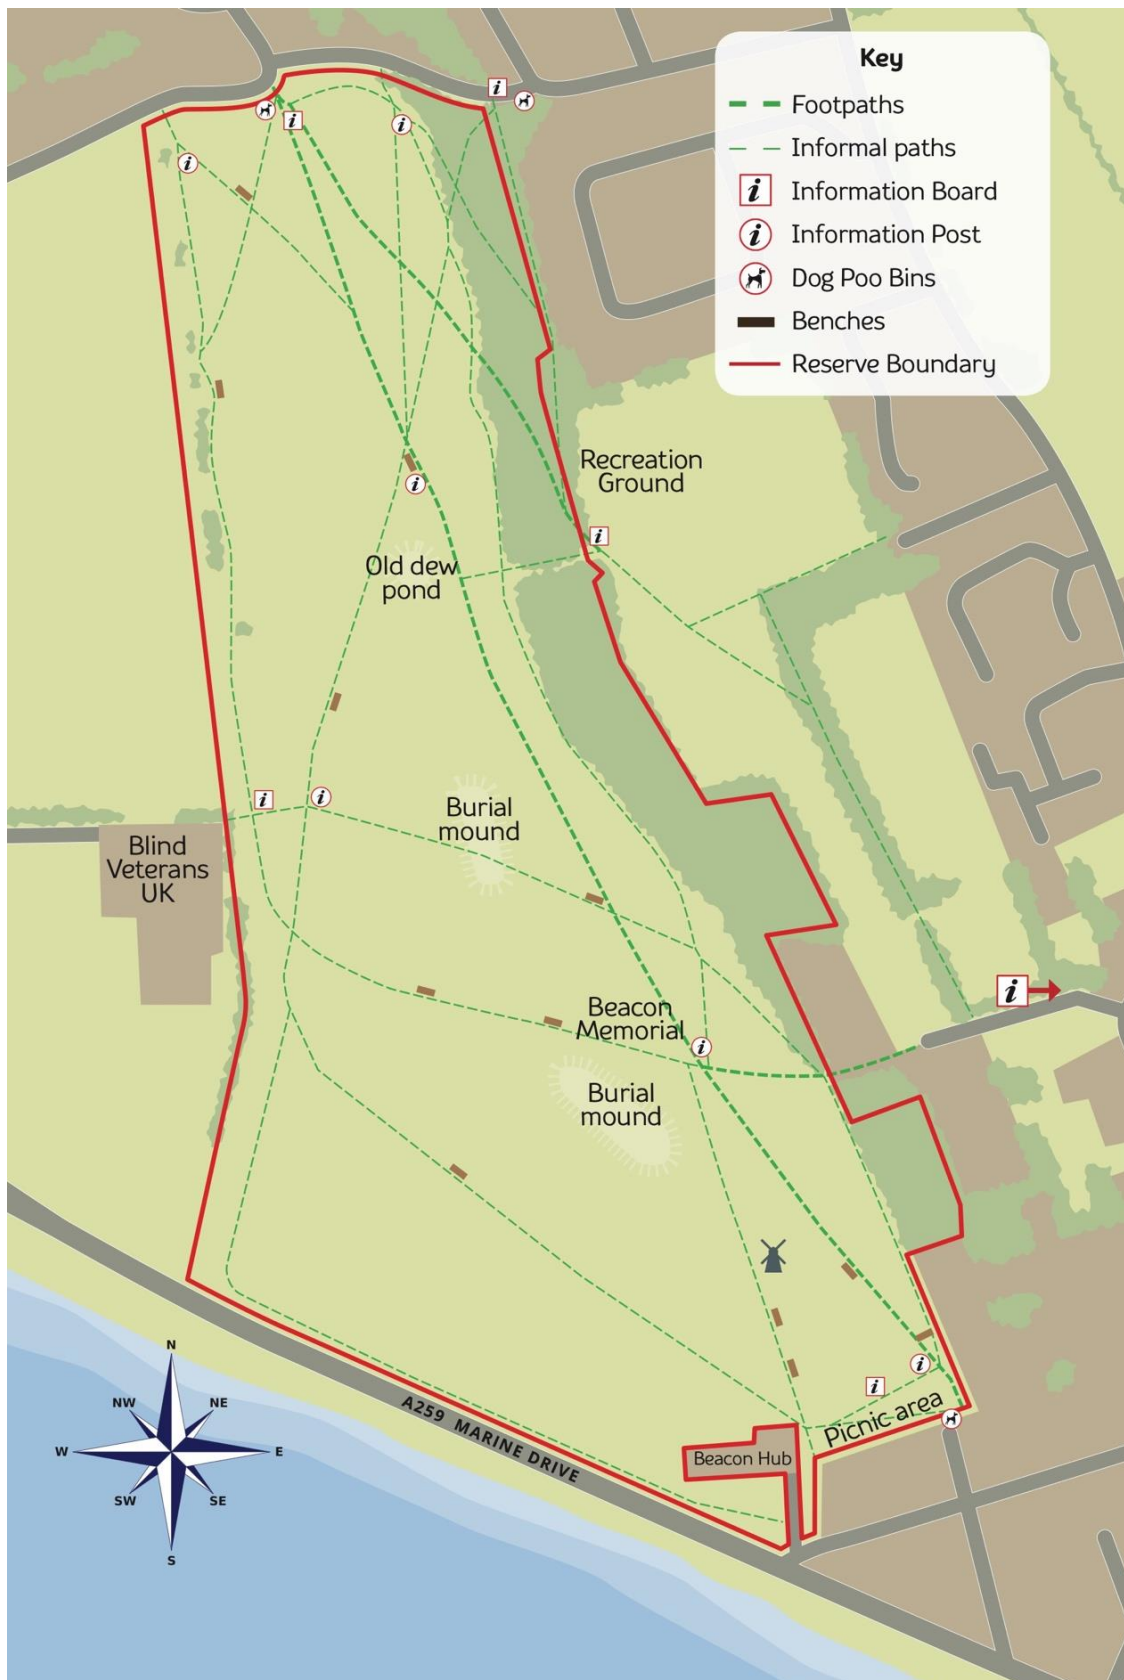 Key
Footpaths
Informal paths
i Information Board
i Information Post
Dog Poo Bins
Benches
Reserve Boundary
i
i
i
i
Recreation
Ground
i
i
Old dew
pond
i
i
Burial
mound
Blind
Veterans
UK
i
Beacon
Memorial
i
Burial
mound
i
i
Picnic area
Beacon Hub
A259 MARINE DRIVE
N
NW
NE
W
E
SW
SE
S